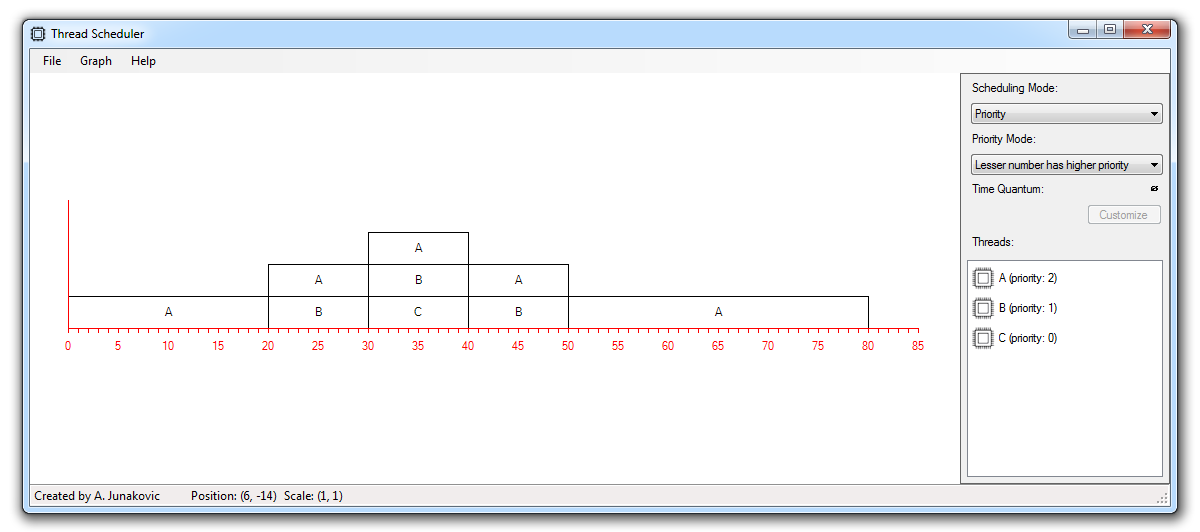 Thread Scheduler
File Graph Help
Scheduling Mode:
Priority
Priority Mode:
Lesser number has higher priority
Time Quantum:
Customize
Threads:
A (priority: 2)
B (priority: 1)
C (priority: 0)
A
A B A
A B C B A
0 5 10 15 20 25 30 35 40 45 50 55 60 65 70 75 80 85
Created by A. Junakovic Position: (6, -14) Scale: (1, 1)